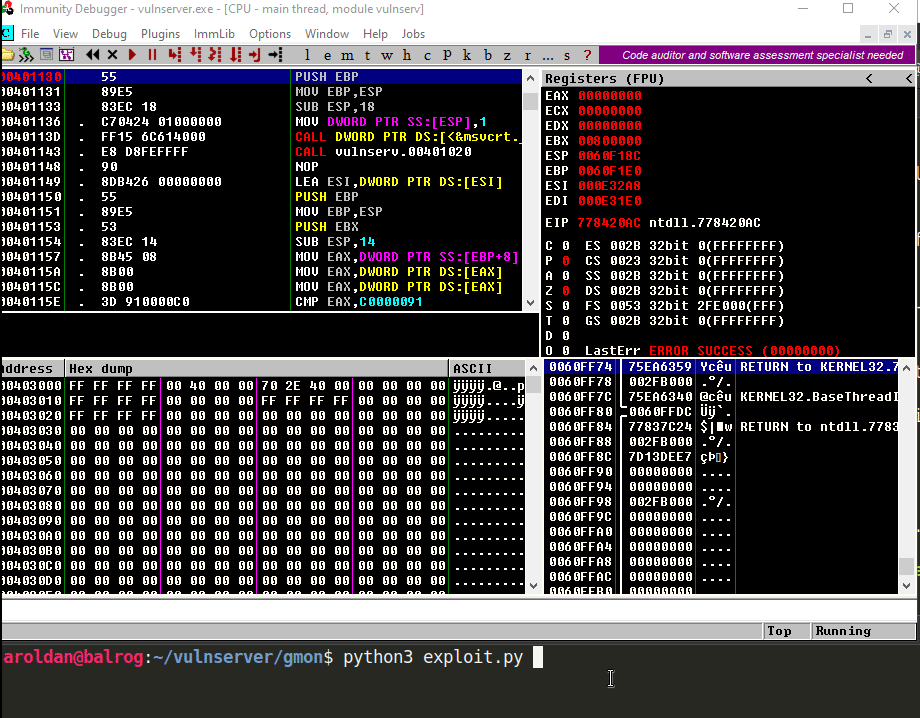 Immunity Debugger - vulnserver.exe - [CPU - main thread, module vulnserv]
C File View Debug Plugins ImmLib Options Window Help Jobs
l e m t w h c P k b z r ... s ? Code auditor and software assessment specialist needed
00401130 55 PUSH EBP
00401131 89E5 MOV EBP,ESP
00401133 83EC 18 SUB ESP,18
00401136 . C70424 01000000 MOV DWORD PTR SS:[ESP],1
0040113D . FF15 6C614000 CALL DWORD PTR DS:[<&msvcrt._
00401143 . E8 D8FEFFFF CALL vulnserv.00401020
00401148 . 90 NOP
00401149 . 8DB426 00000000 LEA ESI,DWORD PTR DS:[ESI]
00401150 . 55 PUSH EBP
00401151 . 89E5 MOV EBP,ESP
00401153 . 53 PUSH EBX
00401154 . 83EC 14 SUB ESP,14
00401157 . 8B45 08 MOV EAX,DWORD PTR SS:[EBP+8]
0040115A . 8B00 MOV EAX,DWORD PTR DS:[EAX]
0040115C . 8B00 MOV EAX,DWORD PTR DS:[EAX]
0040115E . 3D 910000C0 CMP EAX,C0000091
Registers (FPU) < <
EAX 00000000
ECX 00000000
EDX 00000000
EBX 00800000
ESP 0060F18C
EBP 0060F1E0
ESI 000E32A8
EDI 000E31E0
EIP 778420AC ntdll.778420AC
C 0 ES 002B 32bit 0(FFFFFFFF)
P 0 CS 0023 32bit 0(FFFFFFFF)
A 0 SS 002B 32bit 0(FFFFFFFF)
Z 0 DS 002B 32bit 0(FFFFFFFF)
S 0 FS 0053 32bit 2FE000(FFF)
T 0 GS 002B 32bit 0(FFFFFFFF)
D 0
O 0 LastErr ERROR_SUCCESS (00000000)
Address Hex dump ASCII
00403000 FF FF FF FF 00 40 00 00 70 2E 40 00 00 00 00 00 ÿÿÿÿ.@..p
00403010 FF FF FF FF 00 00 00 00 FF FF FF FF 00 00 00 00 ÿÿÿÿ....ÿ
00403020 FF FF FF FF 00 00 00 00 00 00 00 00 00 00 00 00 ÿÿÿÿ.....
00403030 00 00 00 00 00 00 00 00 00 00 00 00 00 00 00 00 .........
00403040 00 00 00 00 00 00 00 00 00 00 00 00 00 00 00 00 .........
00403050 00 00 00 00 00 00 00 00 00 00 00 00 00 00 00 00 .........
00403060 00 00 00 00 00 00 00 00 00 00 00 00 00 00 00 00 .........
00403070 00 00 00 00 00 00 00 00 00 00 00 00 00 00 00 00 .........
00403080 00 00 00 00 00 00 00 00 00 00 00 00 00 00 00 00 .........
00403090 00 00 00 00 00 00 00 00 00 00 00 00 00 00 00 00 .........
004030A0 00 00 00 00 00 00 00 00 00 00 00 00 00 00 00 00 .........
004030B0 00 00 00 00 00 00 00 00 00 00 00 00 00 00 00 00 .........
004030C0 00 00 00 00 00 00 00 00 00 00 00 00 00 00 00 00 .........
004030D0 00 00 00 00 00 00 00 00 00 00 00 00 00 00 00 00 .........
0060FF74 75EA6359 Ycêu RETURN to KERNEL32.7
0060FF78 002FB000 .°/.
0060FF7C 75EA6340 @cêu KERNEL32.BaseThreadI
0060FF80 0060FFDC Üÿ`.
0060FF84 77837C24 $|w RETURN to ntdll.7783
0060FF88 002FB000 .°/.
0060FF8C 7D13DEE7 çÞ}
0060FF90 00000000 ....
0060FF94 00000000 ....
0060FF98 002FB000 .°/.
0060FF9C 00000000 ....
0060FFA0 00000000 ....
0060FFA4 00000000 ....
0060FFA8 00000000 ....
0060FFAC 00000000 ....
0060FFB0 00000000
Top Running
aroldan@balrog:~/vulnserver/gmon$ python3 exploit.py